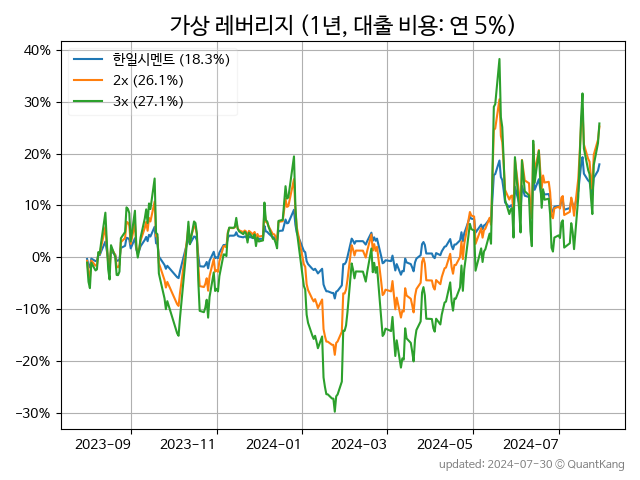 가상 레버리지 (1년, 대출 비용: 연 5%)
한일시멘트 (18.3%)
2x (26.1%)
3x (27.1%)
40%
30%
20%
10%
0%
−10%
−20%
−30%
2023-09 2023-11 2024-01 2024-03 2024-05 2024-07
updated: 2024-07-30 © QuantKang